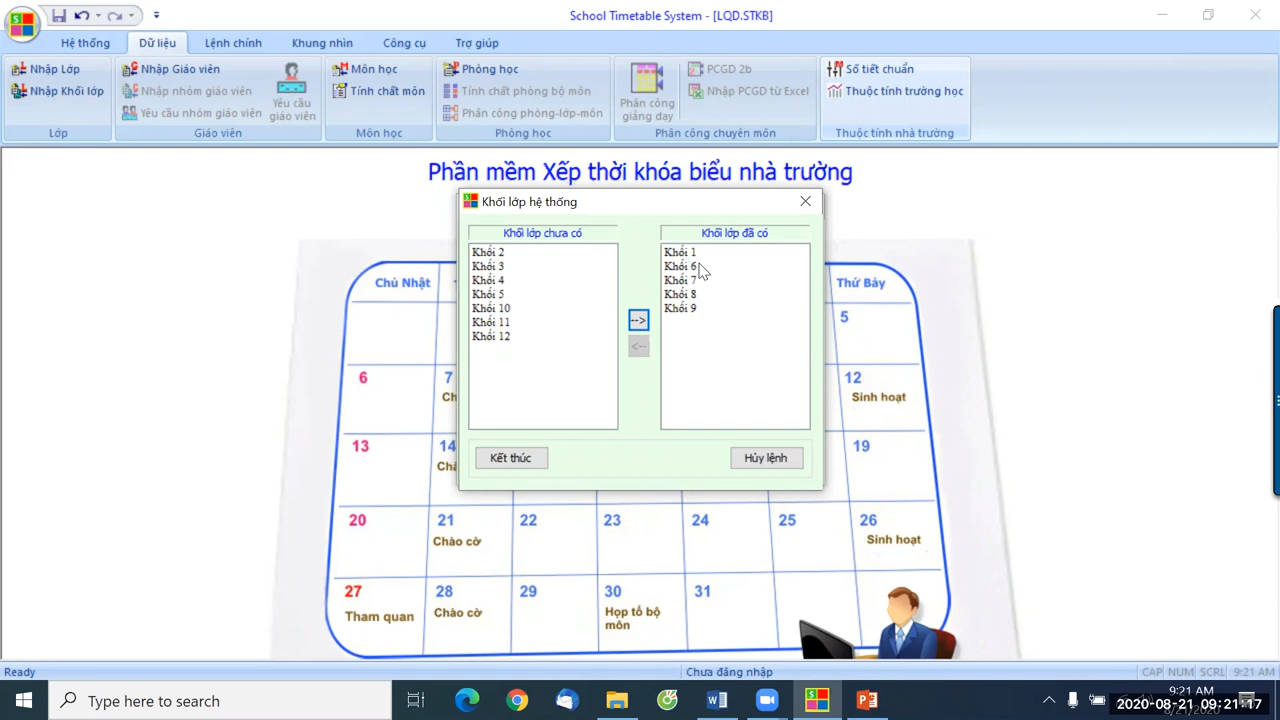 School Timetable System - [LQD.STKB]
Hệ thống Dữ liệu Lệnh chính Khung nhìn Công cụ Trợ giúp
Nhập Lớp
Nhập Khối lớp
Lớp
Nhập Giáo viên
Nhập nhóm giáo viên
Yêu cầu nhóm giáo viên
Yêu cầu
giáo viên
Giáo viên
Môn học
Tính chất môn
Môn học
Phòng học
Tính chất phòng bộ môn
Phân công phòng-lớp-môn
Phòng học
Phân công
giảng dạy
PCGD 2b
Nhập PCGD từ Excel
Phân công chuyên môn
Số tiết chuẩn
Thuộc tính trường học
Thuộc tính nhà trường
Phần mềm Xếp thời khóa biểu nhà trường
Khối lớp hệ thống
Khối lớp chưa có
Khối 2
Khối 3
Khối 4
Khối 5
Khối 10
Khối 11
Khối 12
-->
<--
Khối lớp đã có
Khối 1
Khối 6
Khối 7
Khối 8
Khối 9
Kết thúc Hủy lệnh
Chủ Nhật Thứ Bảy
5
6 7 12
Sinh hoạt
13 14 19
20 21 22 23 24 25 26
Chào cờ Sinh hoạt
27 28 29 30 31
Tham quan Chào cờ Họp tổ bộ
môn
Ready Chưa đăng nhập CAP NUM SCRL 9:21 AM
Type here to search
9:21 AM
2020-08-21 09:21:17